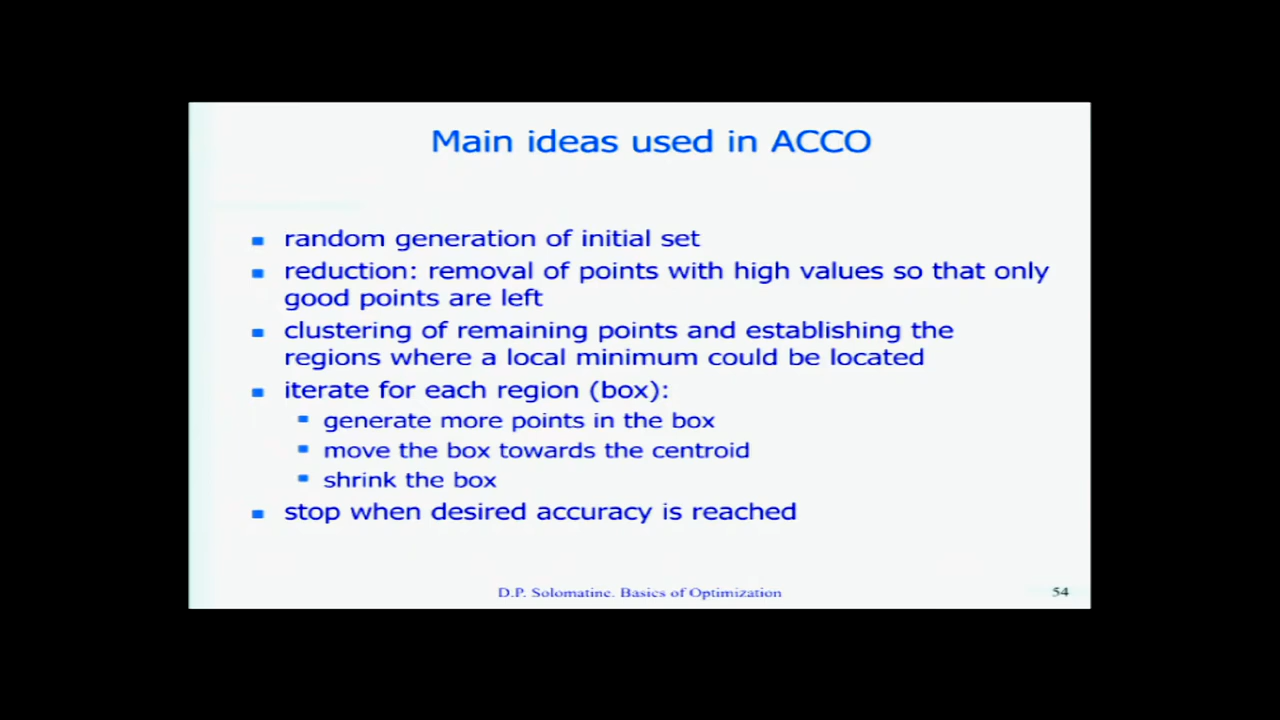 Main ideas used in ACCO
random generation of initial set
reduction: removal of points with high values so that only
good points are left
clustering of remaining points and establishing the
regions where a local minimum could be located
iterate for each region (box):
generate more points in the box
move the box towards the centroid
shrink the box
stop when desired accuracy is reached
D.P. Solomatine. Basics of Optimization
54